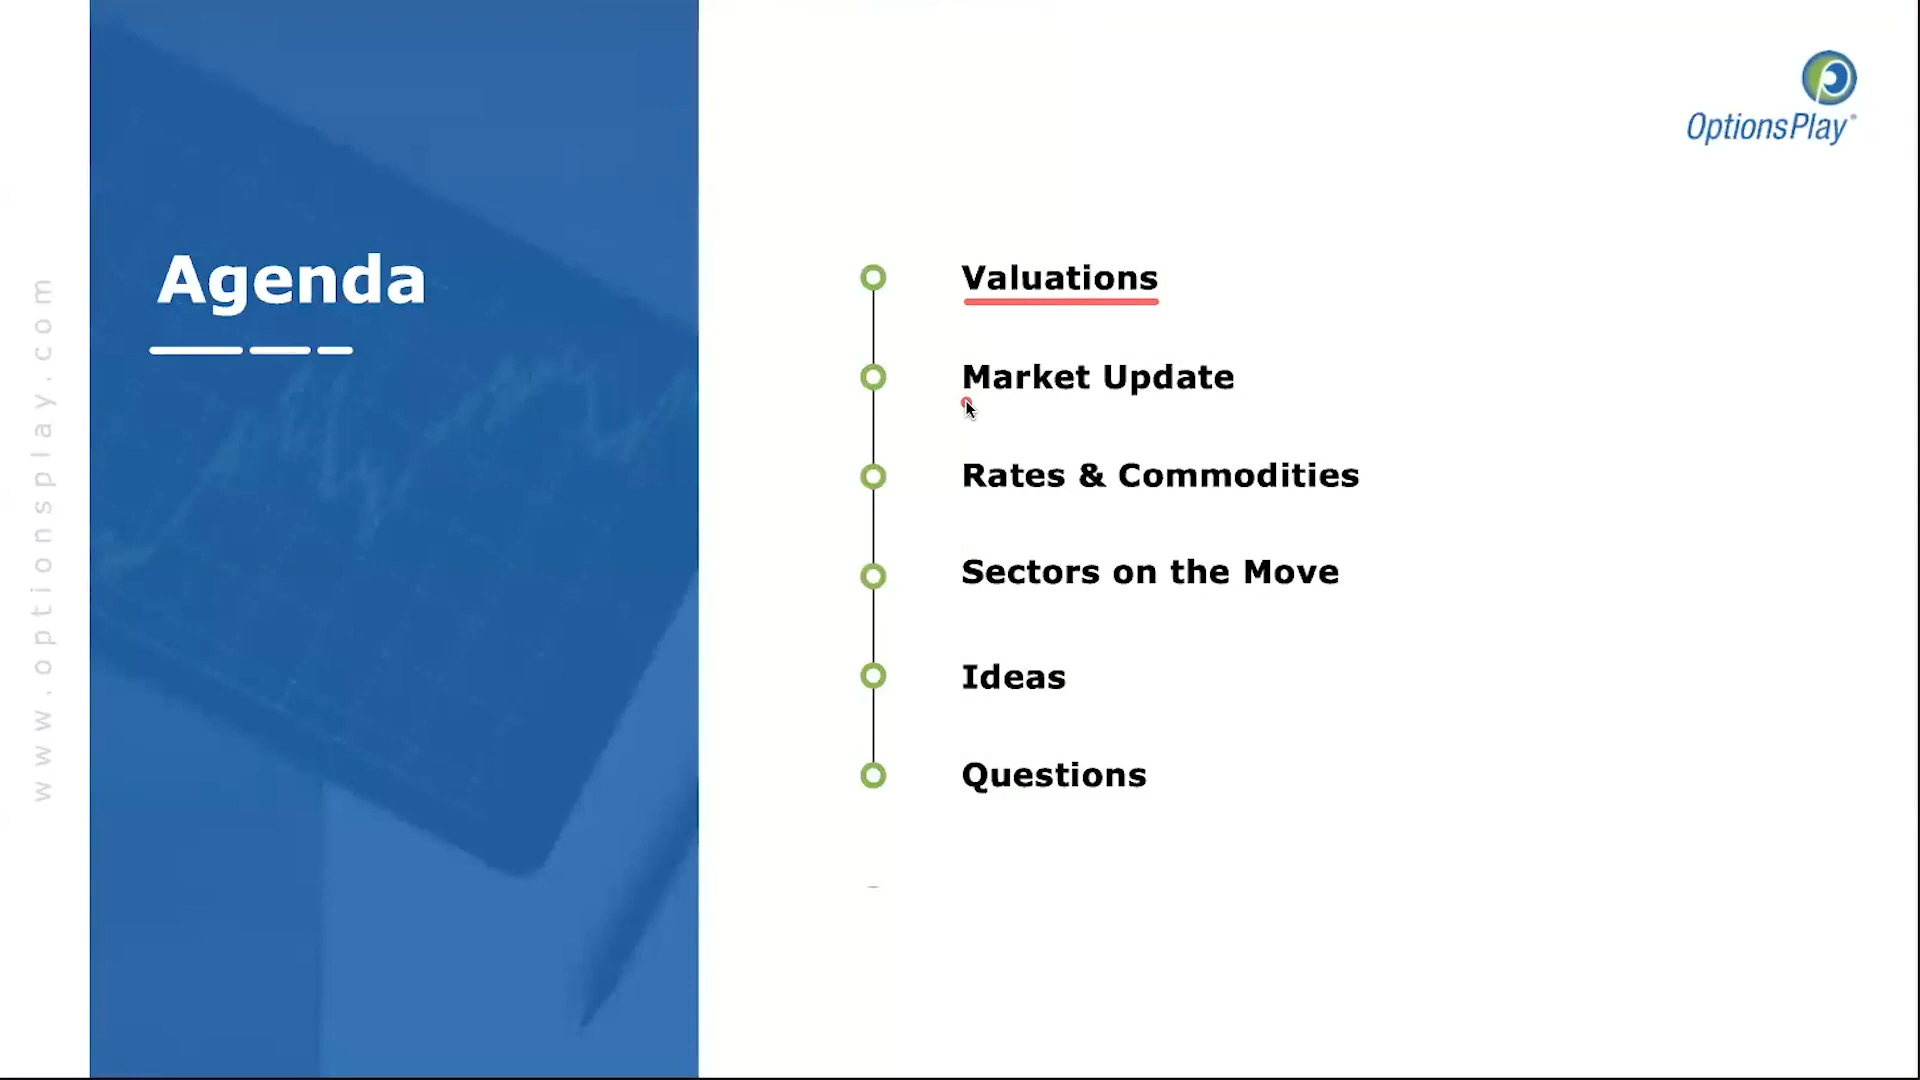 www.optionsplay.com
Agenda
OptionsPlay®
Valuations
Market Update
Rates & Commodities
Sectors on the Move
Ideas
Questions